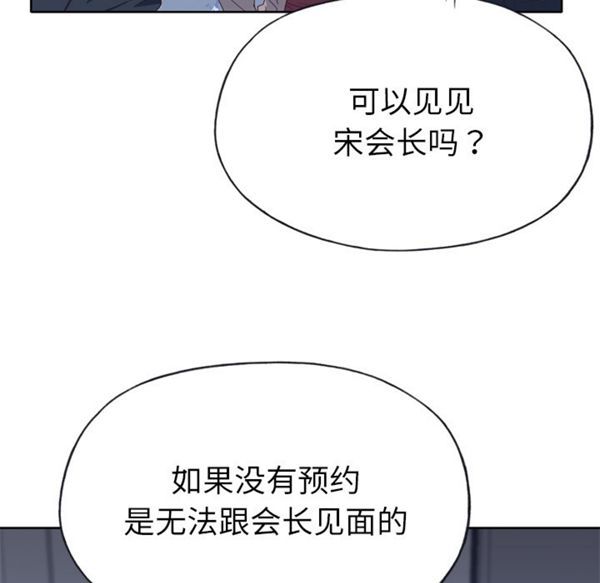 可以见见
宋会长吗？
如果没有预约
是无法跟会长见面的